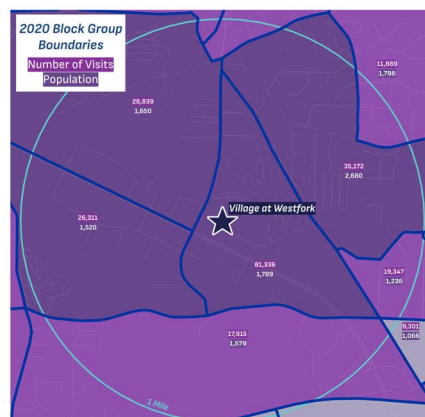 2020 Block Group
Boundaries
Number of Visits
Population
11,889
1,798
28,839
1,650
35,172
2,680
Village at Westfork
26,311
1,520
81,336
1,789
19,347
1,236
9,301
1,066
17,915
1,579
1 Mile